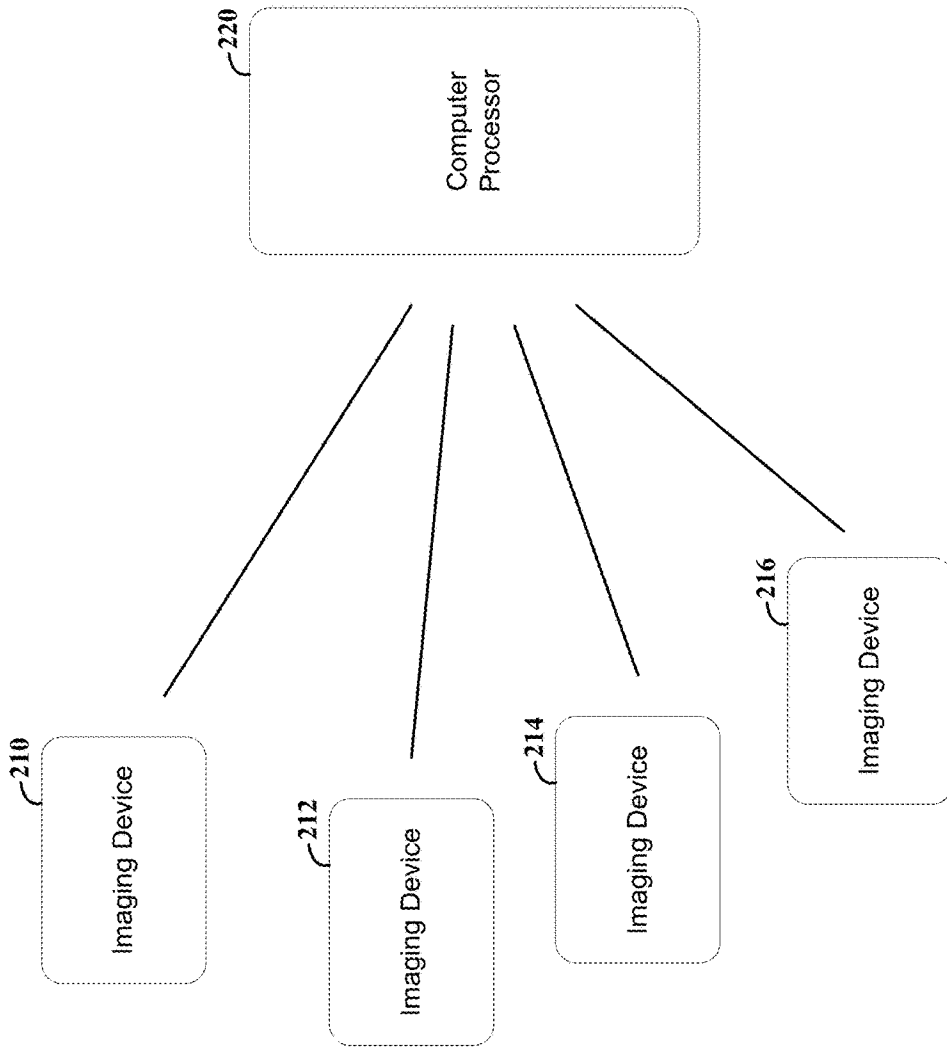 210
Imaging Device
212
Imaging Device
214
Imaging Device
216
Imaging Device
220
Computer
Processor